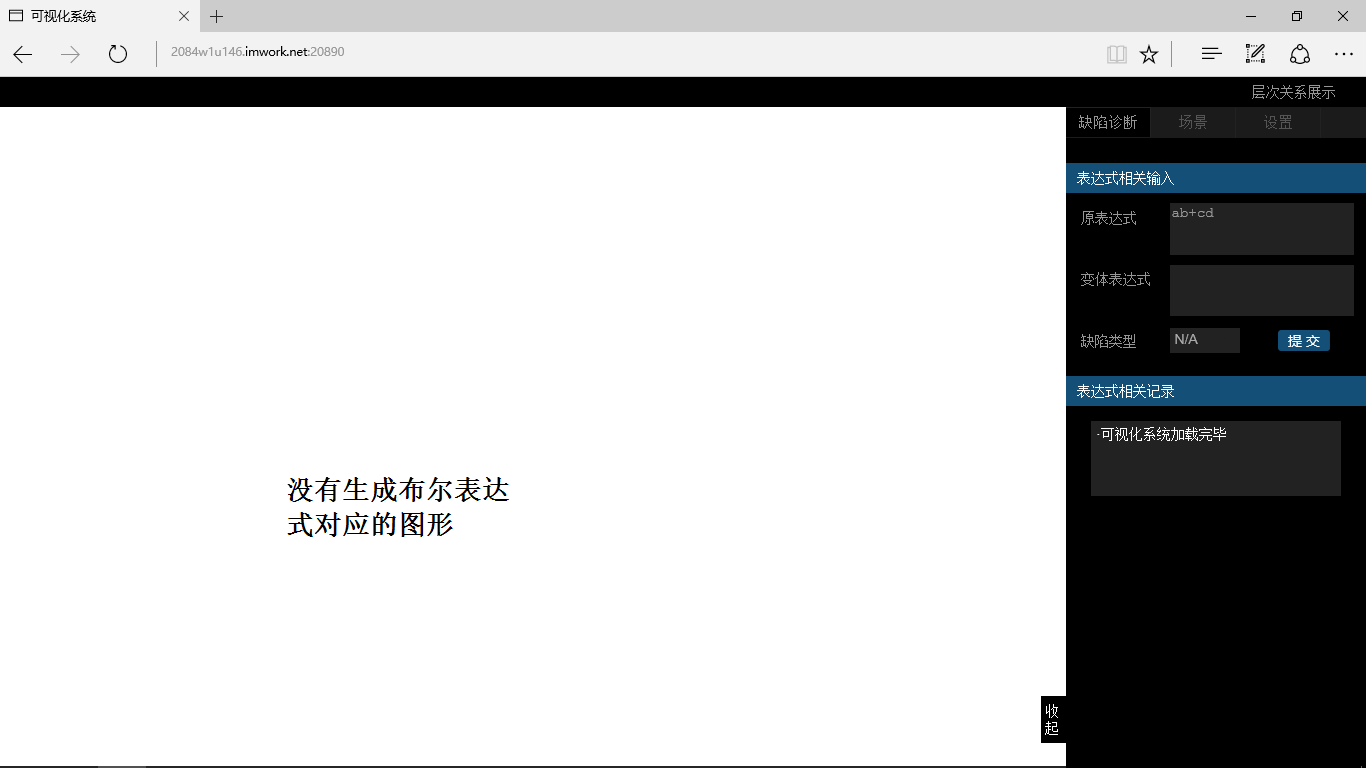 可视化系统
2084w1u146.imwork.net:20890
层次关系展示
缺陷诊断 场景 设置
表达式相关输入
原表达式 ab+cd
变体表达式
缺陷类型 N/A 提 交
表达式相关记录
-可视化系统加载完毕
没有生成布尔表达
式对应的图形
收
起